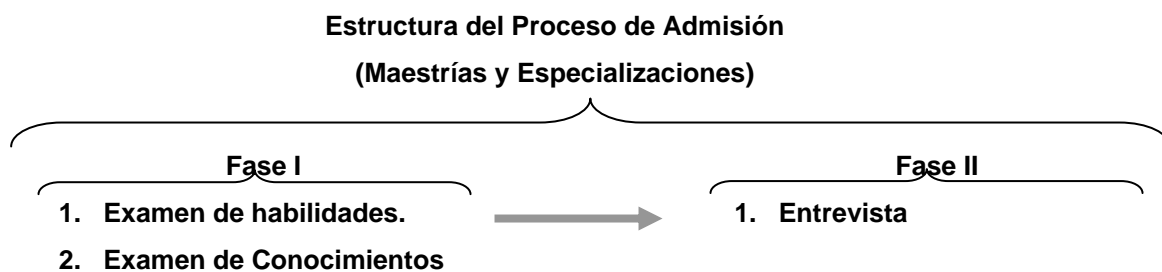 Estructura del Proceso de Admisión
(Maestrías y Especializaciones)
Fase I
1. Examen de habilidades.
2. Examen de Conocimientos
Fase II
1. Entrevista